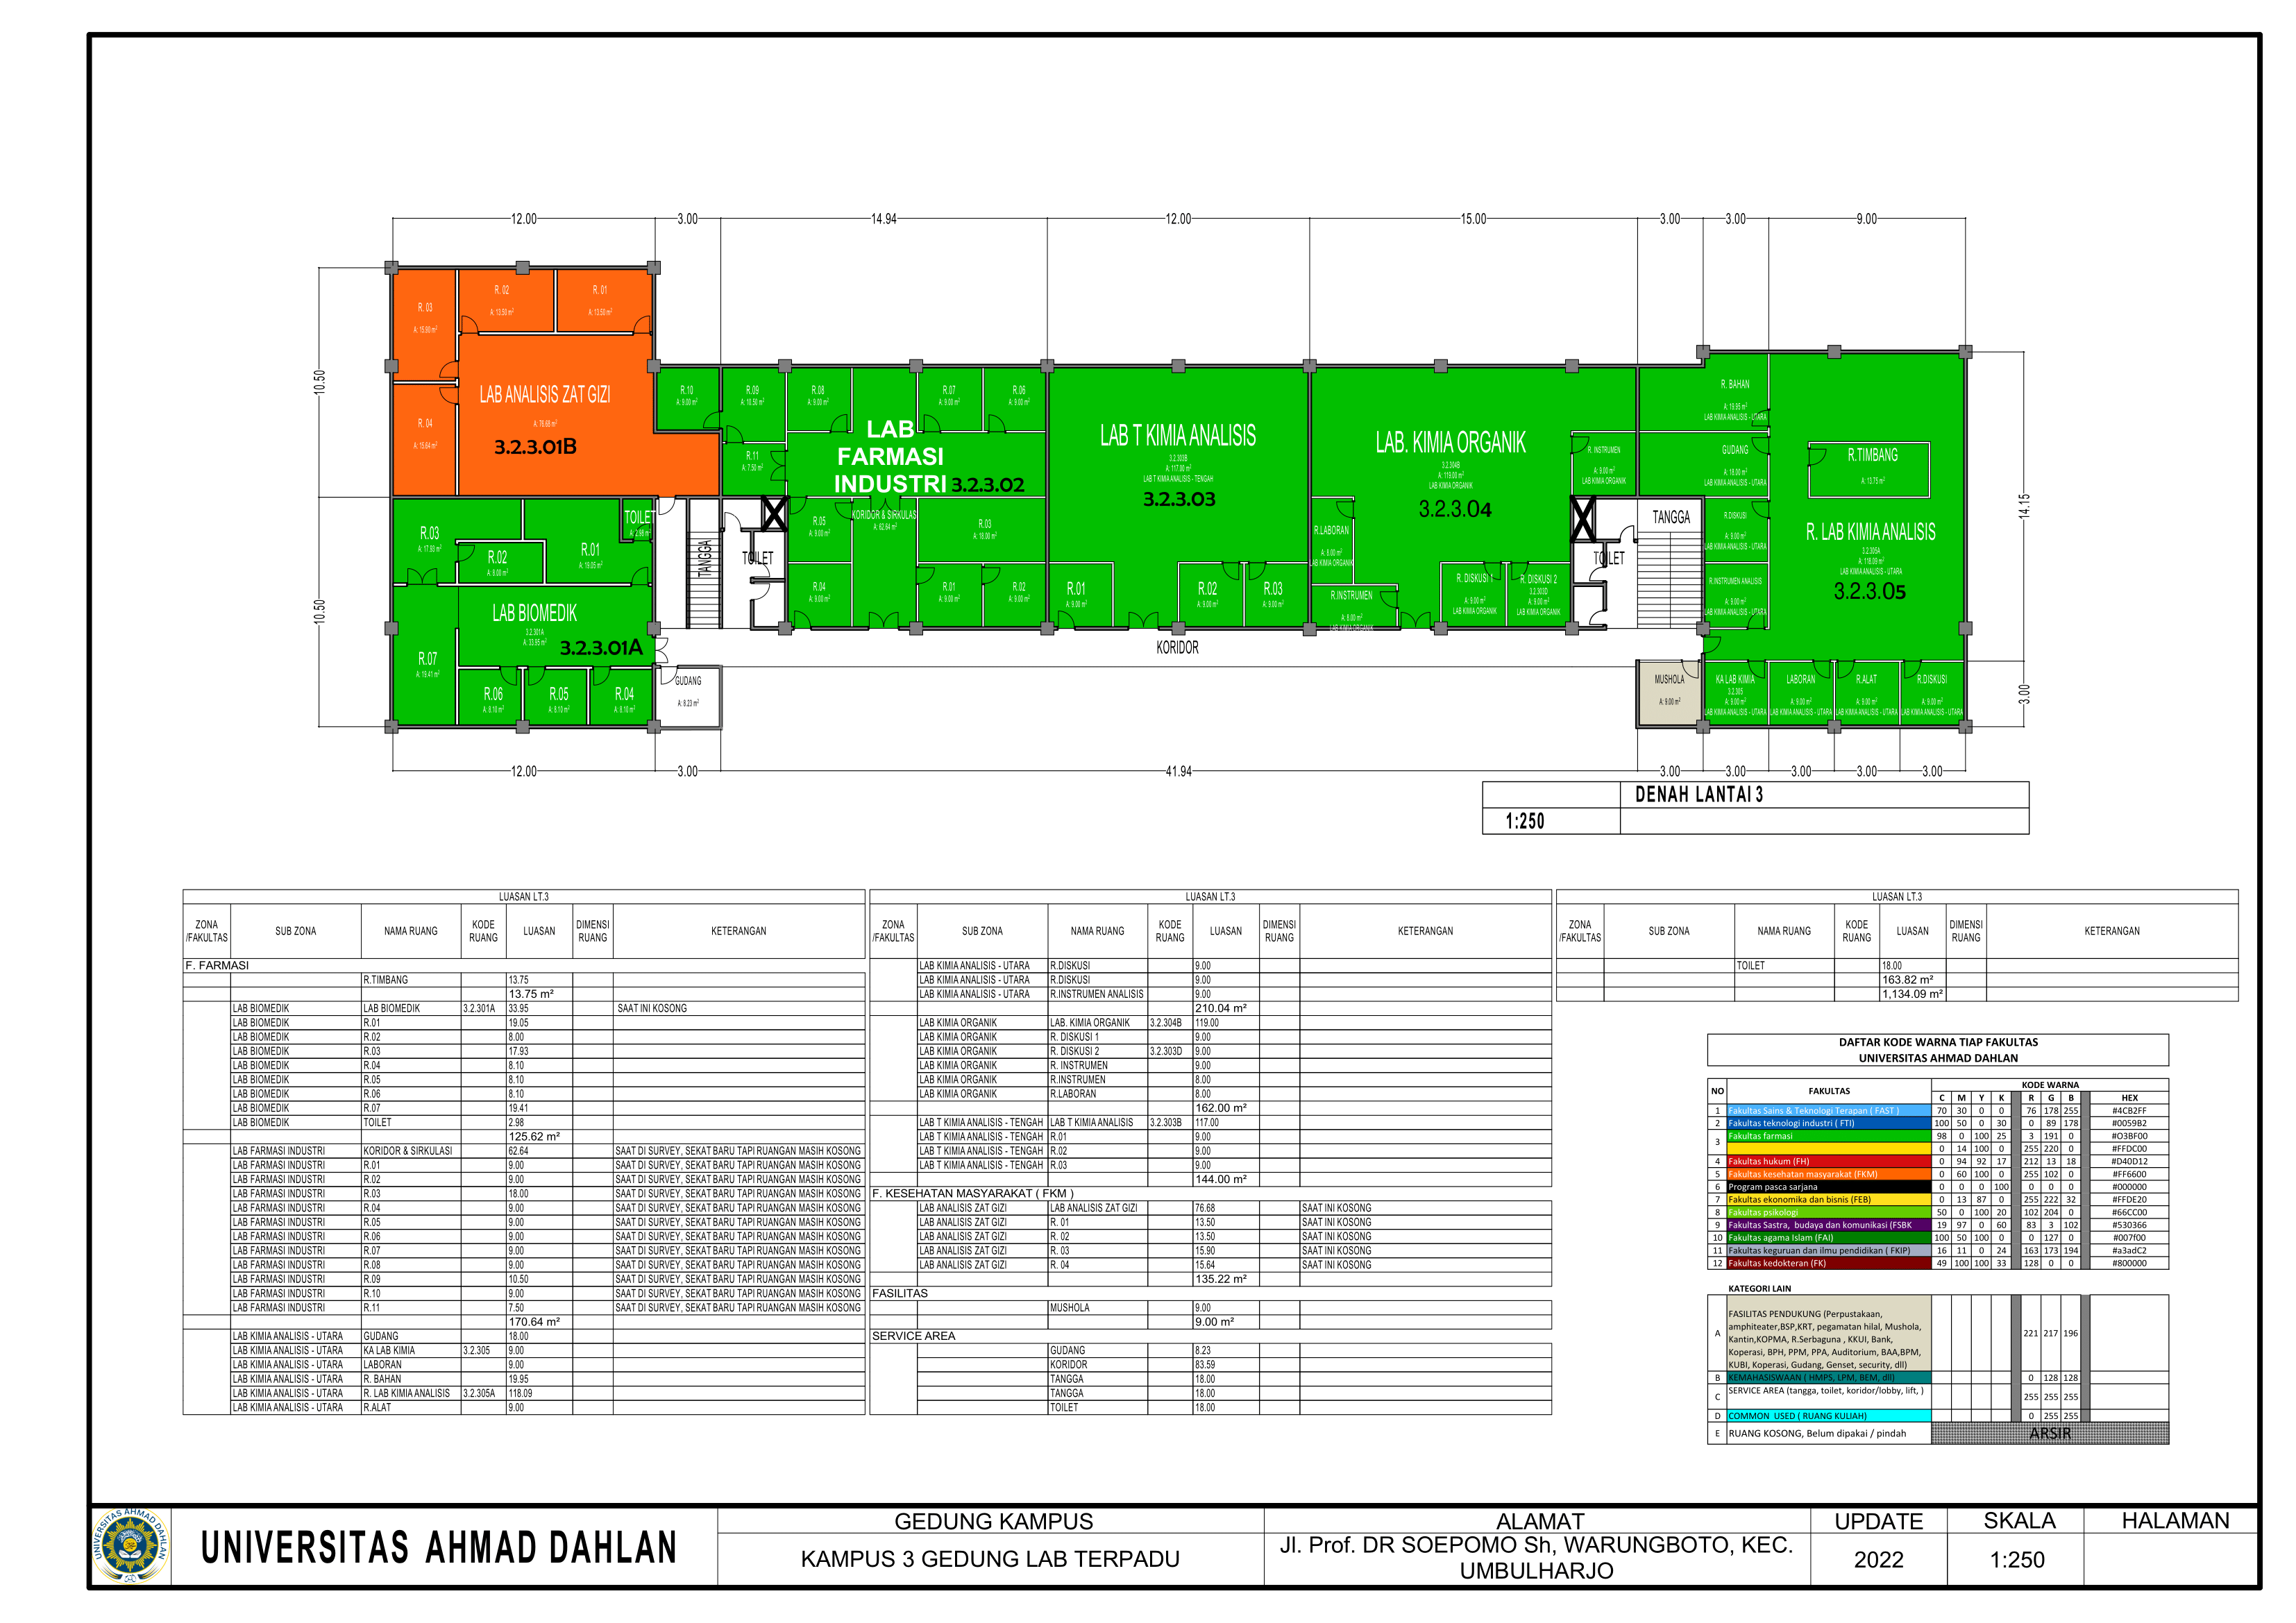 12.00 3.00 14.94 12.00 15.00 3.00 3.00 9.00
10.50
10.50
14.15
3.00
R. 03
A: 15.90 m²
R. 02
A: 13.50 m²
R. 01
A: 13.50 m²
R. 04
A: 15.64 m²
LAB ANALISIS ZAT GIZI
A: 76.68 m²
3.2.3.01B
R.10
A: 9.00 m²
R.09
A: 10.50 m²
R.08
A: 9.00 m²
R.07
A: 9.00 m²
R.06
A: 9.00 m²
R.11
A: 7.50 m²
LAB
FARMASI
INDUSTRI 3.2.3.02
KORIDOR & SIRKULAS
A: 62.64 m²
R.05
A: 9.00 m²
R.03
A: 18.00 m²
R.04
A: 9.00 m²
R.01
A: 9.00 m²
R.02
A: 9.00 m²
LAB T KIMIA ANALISIS
3.2.303B
A: 117.00 m²
LAB T KIMIA ANALISIS - TENGAH
3.2.3.03
R.01
A: 9.00 m²
R.02
A: 9.00 m²
R.03
A: 9.00 m²
LAB. KIMIA ORGANIK
3.2.304B
A: 119.00 m²
LAB KIMIA ORGANIK
3.2.3.04
R. INSTRUMEN
A: 9.00 m²
LAB KIMIA ORGANIK
R.LABORAN
A: 8.00 m²
LAB KIMIA ORGANIK
R.INSTRUMEN
A: 8.00 m²
LAB KIMIA ORGANIK
R. DISKUSI 1
A: 9.00 m²
LAB KIMIA ORGANIK
R. DISKUSI 2
3.2.303D
A: 9.00 m²
LAB KIMIA ORGANIK
R. BAHAN
A: 19.95 m²
LAB KIMIA ANALISIS - UTARA
GUDANG
A: 18.00 m²
LAB KIMIA ANALISIS - UTARA
R.TIMBANG
A: 13.75 m²
R.DISKUSI
A: 9.00 m²
LAB KIMIA ANALISIS - UTARA
R.INSTRUMEN ANALISIS
A: 9.00 m²
LAB KIMIA ANALISIS - UTARA
R. LAB KIMIA ANALISIS
3.2.305A
A: 118.09 m²
LAB KIMIA ANALISIS - UTARA
3.2.3.05
TANGGA
TOILET
TANGGA
TOILET
TOILET
A: 2.98 m²
R.03
A: 17.93 m²
R.02
A: 8.00 m²
R.01
A: 19.05 m²
LAB BIOMEDIK
3.2.301A
A: 33.95 m²
3.2.3.01A
R.07
A: 19.41 m²
R.06
A: 8.10 m²
R.05
A: 8.10 m²
R.04
A: 8.10 m²
GUDANG
A: 8.23 m²
KORIDOR
MUSHOLA
A: 9.00 m²
KA LAB KIMIA
3.2.305
A: 9.00 m²
LAB KIMIA ANALISIS - UTARA
LABORAN
A: 9.00 m²
LAB KIMIA ANALISIS - UTARA
R.ALAT
A: 9.00 m²
LAB KIMIA ANALISIS - UTARA
R.DISKUSI
A: 9.00 m²
LAB KIMIA ANALISIS - UTARA
12.00 3.00 41.94 3.00 3.00 3.00 3.00 3.00
DENAH LANTAI 3
1:250
LUASAN LT.3
ZONA /FAKULTAS SUB ZONA NAMA RUANG KODE RUANG LUASAN DIMENSI RUANG KETERANGAN
F. FARMASI
R.TIMBANG 13.75
13.75 m²
LAB BIOMEDIK LAB BIOMEDIK 3.2.301A 33.95 SAAT INI KOSONG
LAB BIOMEDIK R.01 19.05
LAB BIOMEDIK R.02 8.00
LAB BIOMEDIK R.03 17.93
LAB BIOMEDIK R.04 8.10
LAB BIOMEDIK R.05 8.10
LAB BIOMEDIK R.06 8.10
LAB BIOMEDIK R.07 19.41
LAB BIOMEDIK TOILET 2.98
125.62 m²
LAB FARMASI INDUSTRI KORIDOR & SIRKULASI 62.64 SAAT DI SURVEY, SEKAT BARU TAPI RUANGAN MASIH KOSONG
LAB FARMASI INDUSTRI R.01 9.00 SAAT DI SURVEY, SEKAT BARU TAPI RUANGAN MASIH KOSONG
LAB FARMASI INDUSTRI R.02 9.00 SAAT DI SURVEY, SEKAT BARU TAPI RUANGAN MASIH KOSONG
LAB FARMASI INDUSTRI R.03 18.00 SAAT DI SURVEY, SEKAT BARU TAPI RUANGAN MASIH KOSONG
LAB FARMASI INDUSTRI R.04 9.00 SAAT DI SURVEY, SEKAT BARU TAPI RUANGAN MASIH KOSONG
LAB FARMASI INDUSTRI R.05 9.00 SAAT DI SURVEY, SEKAT BARU TAPI RUANGAN MASIH KOSONG
LAB FARMASI INDUSTRI R.06 9.00 SAAT DI SURVEY, SEKAT BARU TAPI RUANGAN MASIH KOSONG
LAB FARMASI INDUSTRI R.07 9.00 SAAT DI SURVEY, SEKAT BARU TAPI RUANGAN MASIH KOSONG
LAB FARMASI INDUSTRI R.08 9.00 SAAT DI SURVEY, SEKAT BARU TAPI RUANGAN MASIH KOSONG
LAB FARMASI INDUSTRI R.09 10.50 SAAT DI SURVEY, SEKAT BARU TAPI RUANGAN MASIH KOSONG
LAB FARMASI INDUSTRI R.10 9.00 SAAT DI SURVEY, SEKAT BARU TAPI RUANGAN MASIH KOSONG
LAB FARMASI INDUSTRI R.11 7.50 SAAT DI SURVEY, SEKAT BARU TAPI RUANGAN MASIH KOSONG
170.64 m²
LAB KIMIA ANALISIS - UTARA GUDANG 18.00
LAB KIMIA ANALISIS - UTARA KA LAB KIMIA 3.2.305 9.00
LAB KIMIA ANALISIS - UTARA LABORAN 9.00
LAB KIMIA ANALISIS - UTARA R. BAHAN 19.95
LAB KIMIA ANALISIS - UTARA R. LAB KIMIA ANALISIS 3.2.305A 118.09
LAB KIMIA ANALISIS - UTARA R.ALAT 9.00
LUASAN LT.3
ZONA /FAKULTAS SUB ZONA NAMA RUANG KODE RUANG LUASAN DIMENSI RUANG KETERANGAN
LAB KIMIA ANALISIS - UTARA R.DISKUSI 9.00
LAB KIMIA ANALISIS - UTARA R.DISKUSI 9.00
LAB KIMIA ANALISIS - UTARA R.INSTRUMEN ANALISIS 9.00
210.04 m²
LAB KIMIA ORGANIK LAB. KIMIA ORGANIK 3.2.304B 119.00
LAB KIMIA ORGANIK R. DISKUSI 1 9.00
LAB KIMIA ORGANIK R. DISKUSI 2 3.2.303D 9.00
LAB KIMIA ORGANIK R. INSTRUMEN 9.00
LAB KIMIA ORGANIK R.INSTRUMEN 8.00
LAB KIMIA ORGANIK R.LABORAN 8.00
162.00 m²
LAB T KIMIA ANALISIS - TENGAH LAB T KIMIA ANALISIS 3.2.303B 117.00
LAB T KIMIA ANALISIS - TENGAH R.01 9.00
LAB T KIMIA ANALISIS - TENGAH R.02 9.00
LAB T KIMIA ANALISIS - TENGAH R.03 9.00
144.00 m²
F. KESEHATAN MASYARAKAT ( FKM )
LAB ANALISIS ZAT GIZI LAB ANALISIS ZAT GIZI 76.68 SAAT INI KOSONG
LAB ANALISIS ZAT GIZI R. 01 13.50 SAAT INI KOSONG
LAB ANALISIS ZAT GIZI R. 02 13.50 SAAT INI KOSONG
LAB ANALISIS ZAT GIZI R. 03 15.90 SAAT INI KOSONG
LAB ANALISIS ZAT GIZI R. 04 15.64 SAAT INI KOSONG
135.22 m²
FASILITAS
MUSHOLA 9.00
9.00 m²
SERVICE AREA
GUDANG 8.23
KORIDOR 83.59
TANGGA 18.00
TANGGA 18.00
TOILET 18.00
LUASAN LT.3
ZONA /FAKULTAS SUB ZONA NAMA RUANG KODE RUANG LUASAN DIMENSI RUANG KETERANGAN
TOILET 18.00
163.82 m²
1,134.09 m²
DAFTAR KODE WARNA TIAP FAKULTAS
UNIVERSITAS AHMAD DAHLAN
NO FAKULTAS KODE WARNA
C M Y K R G B HEX
1 Fakultas Sains & Teknologi Terapan ( FAST ) 70 30 0 0 76 178 255 #4CB2FF
2 Fakultas teknologi industri ( FTI) 100 50 0 30 0 89 178 #0059B2
3 Fakultas farmasi 98 0 100 25 3 191 0 #O3BF00
0 14 100 0 255 220 0 #FFDC00
4 Fakultas hukum (FH) 0 94 92 17 212 13 18 #D40D12
5 Fakultas kesehatan masyarakat (FKM) 0 60 100 0 255 102 0 #FF6600
6 Program pasca sarjana 0 0 0 100 0 0 0 #000000
7 Fakultas ekonomika dan bisnis (FEB) 0 13 87 0 255 222 32 #FFDE20
8 Fakultas psikologi 50 0 100 20 102 204 0 #66CC00
9 Fakultas Sastra, budaya dan komunikasi (FSBK 19 97 0 60 83 3 102 #530366
10 Fakultas agama Islam (FAI) 100 50 100 0 0 127 0 #007f00
11 Fakultas keguruan dan ilmu pendidikan ( FKIP) 16 11 0 24 163 173 194 #a3adC2
12 Fakultas kedokteran (FK) 49 100 100 33 128 0 0 #800000
KATEGORI LAIN
A FASILITAS PENDUKUNG (Perpustakaan,
amphiteater,BSP,KRT, pegamatan hilal, Mushola,
Kantin,KOPMA, R.Serbaguna , KKUI, Bank, 221 217 196
Koperasi, BPH, PPM, PPA, Auditorium, BAA,BPM,
KUBI, Koperasi, Gudang, Genset, security, dll)
B KEMAHASISWAAN ( HMPS, LPM, BEM, dll) 0 128 128
C SERVICE AREA (tangga, toilet, koridor/lobby, lift, ) 255 255 255
D COMMON USED ( RUANG KULIAH) 0 255 255
E RUANG KOSONG, Belum dipakai / pindah ARSIR
UNIVERSITAS AHMAD DAHLAN
UNIVERSITAS AHMAD DAHLAN
GEDUNG KAMPUS
KAMPUS 3 GEDUNG LAB TERPADU
ALAMAT
Jl. Prof. DR SOEPOMO Sh, WARUNGBOTO, KEC.
UMBULHARJO
UPDATE
2022
SKALA
1:250
HALAMAN